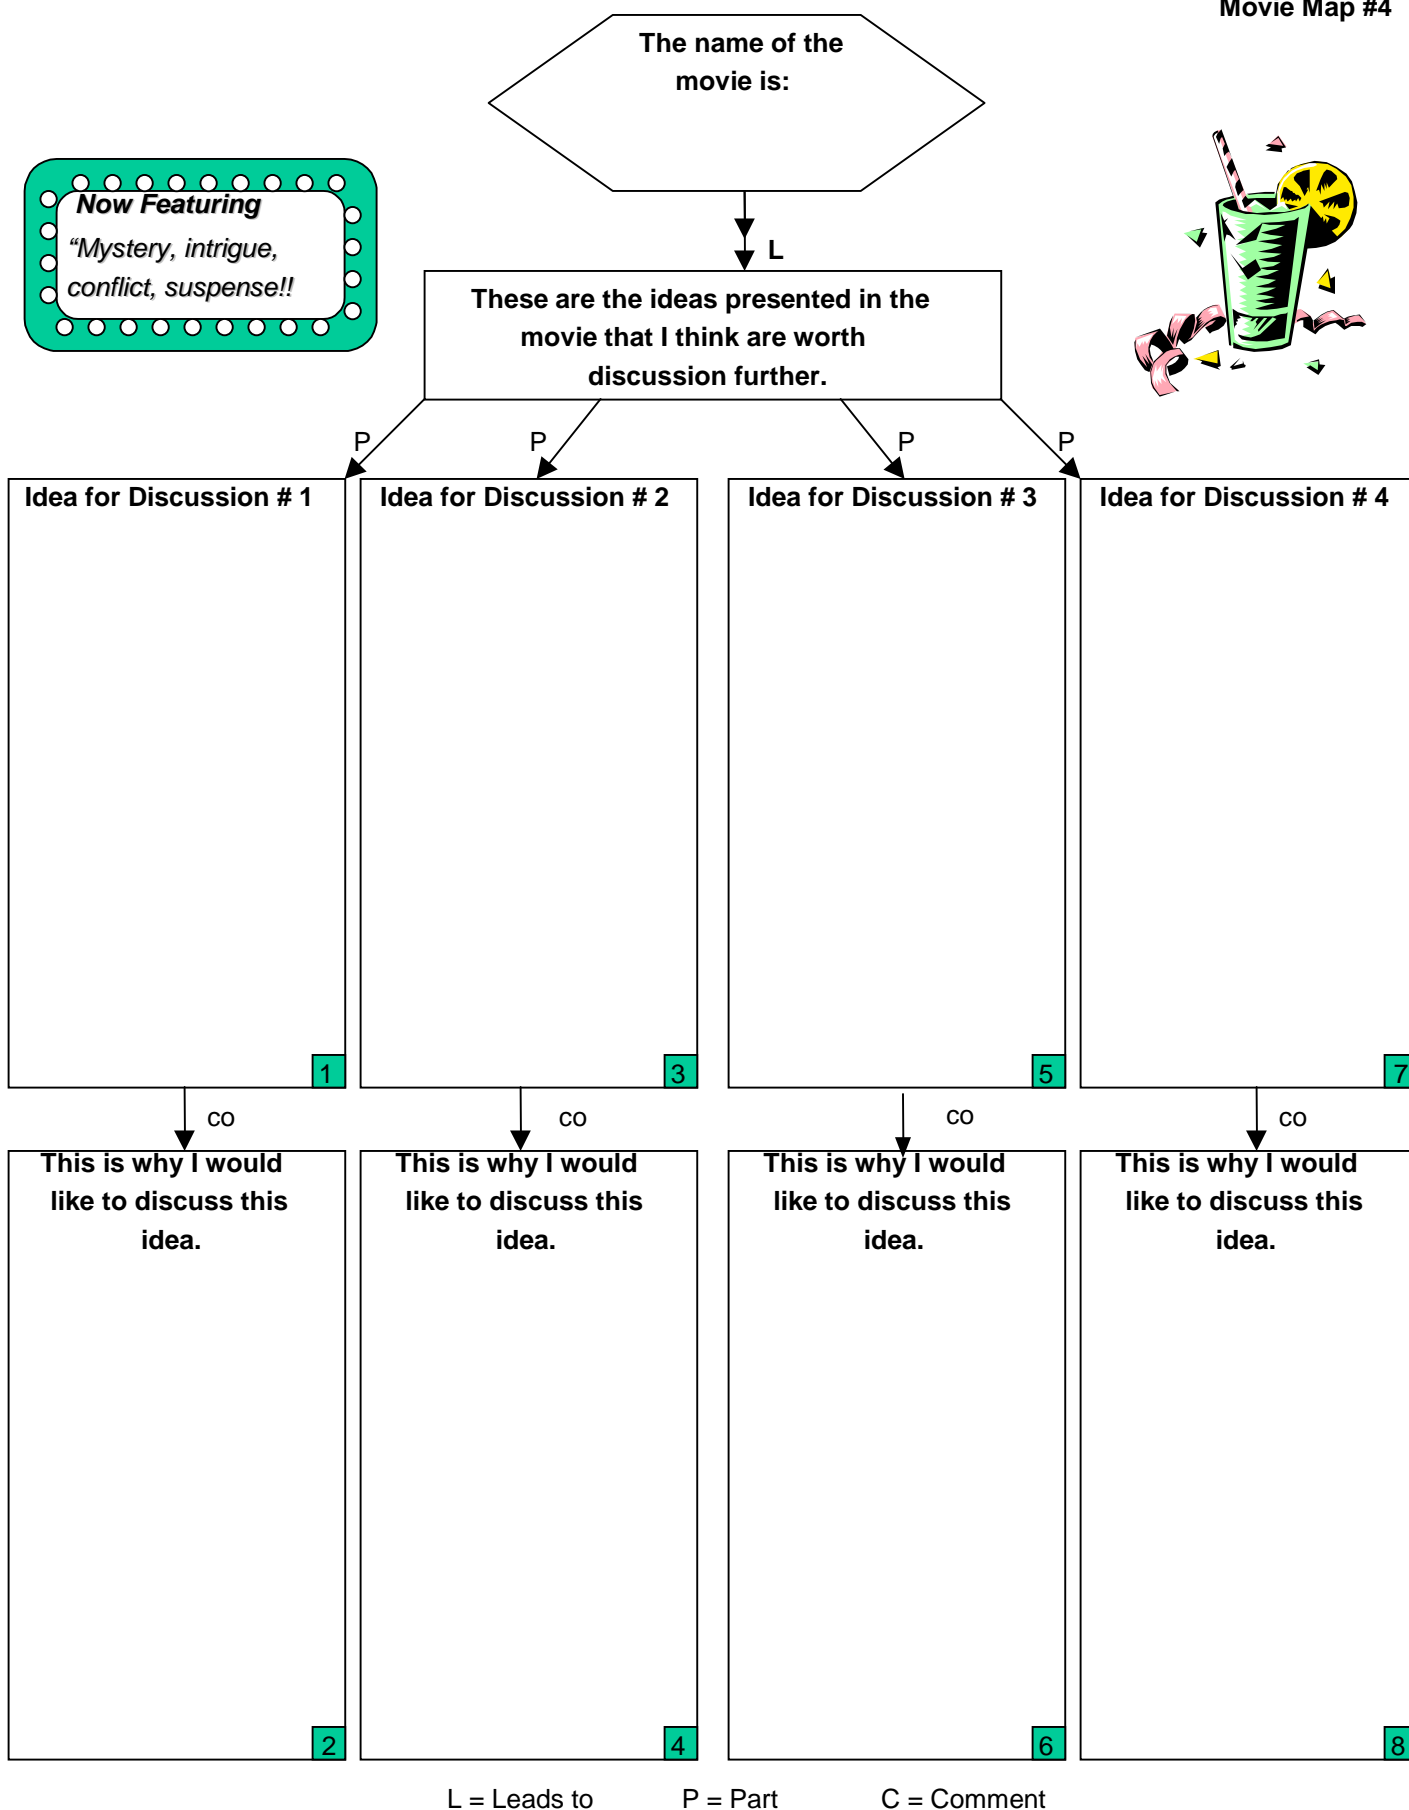 Movie Map #4
The name of the
movie is:
Now Featuring
“Mystery, intrigue,
conflict, suspense!!
L
These are the ideas presented in the
movie that I think are worth
discussion further.
P P P P
Idea for Discussion # 1
1
co
This is why I would
like to discuss this
idea.
2
Idea for Discussion # 2
3
co
This is why I would
like to discuss this
idea.
4
Idea for Discussion # 3
5
co
This is why I would
like to discuss this
idea.
6
Idea for Discussion # 4
7
co
This is why I would
like to discuss this
idea.
8
L = Leads to P = Part C = Comment